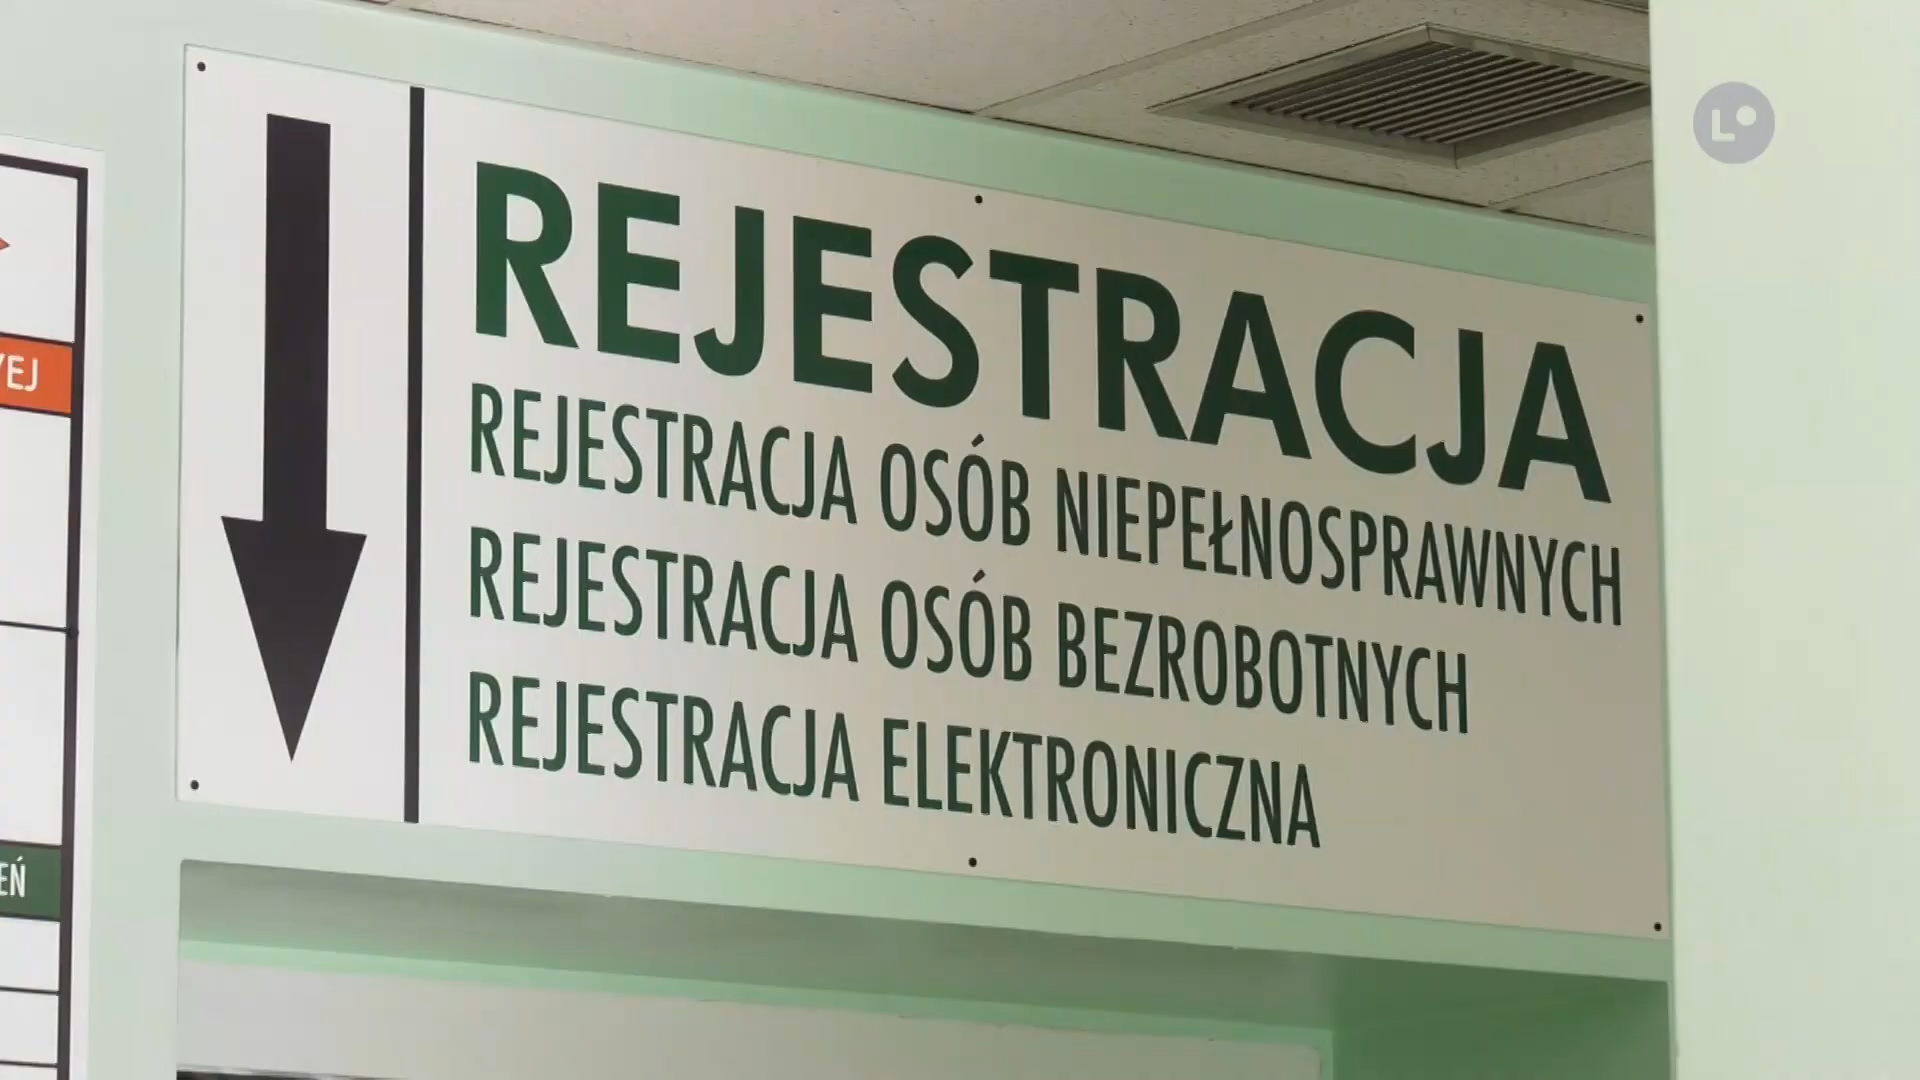 REJESTRACJA
REJESTRACJA OSÓB NIEPEŁNOSPRAWNYCH
REJESTRACJA OSÓB BEZROBOTNYCH
REJESTRACJA ELEKTRONICZNA